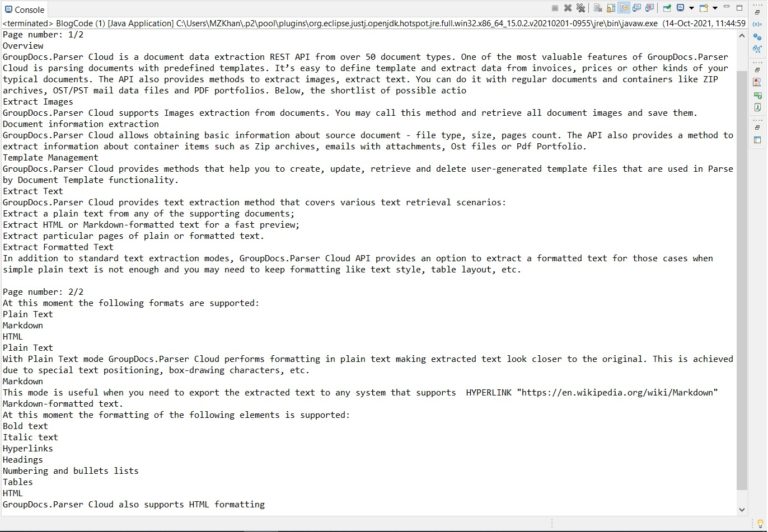 Console
<terminated> BlogCode (1) [Java Application] C:\Users\MZKhan\.p2\pool\plugins\org.eclipse.justj.openjdk.hotspot.jre.full.win32.x86_64_15.0.2.v20210201-0955\jre\bin\javaw.exe (14-Oct-2021, 11:44:59
Page number: 1/2
Overview
GroupDocs.Parser Cloud is a document data extraction REST API from over 50 document types. One of the most valuable features of GroupDocs.Parser
Cloud is parsing documents with predefined templates. It's easy to define template and extract data from invoices, prices or other kinds of your
typical documents. The API also provides methods to extract images, extract text. You can do it with regular documents and containers like ZIP
archives, OST/PST mail data files and PDF portfolios. Below, the shortlist of possible actio
Extract Images
GroupDocs.Parser Cloud supports Images extraction from documents. You may call this method and retrieve all document images and save them.
Document information extraction
GroupDocs.Parser Cloud allows obtaining basic information about source document - file type, size, pages count. The API also provides a method to
extract information about container items such as Zip archives, emails with attachments, Ost files or Pdf Portfolio.
Template Management
GroupDocs.Parser Cloud provides methods that help you to create, update, retrieve and delete user-generated template files that are used in Parse
by Document Template functionality.
Extract Text
GroupDocs.Parser Cloud provides text extraction method that covers various text retrieval scenarios:
Extract a plain text from any of the supporting documents;
Extract HTML or Markdown-formatted text for a fast preview;
Extract particular pages of plain or formatted text.
Extract Formatted Text
In addition to standard text extraction modes, GroupDocs.Parser Cloud API provides an option to extract a formatted text for those cases when
simple plain text is not enough and you may need to keep formatting like text style, table layout, etc.
Page number: 2/2
At this moment the following formats are supported:
Plain Text
Markdown
HTML
Plain Text
With Plain Text mode GroupDocs.Parser Cloud performs formatting in plain text making extracted text look closer to the original. This is achieved
due to special text positioning, box-drawing characters, etc.
Markdown
This mode is useful when you need to export the extracted text to any system that supports  HYPERLINK "https://en.wikipedia.org/wiki/Markdown"
Markdown-formatted text.
At this moment the formatting of the following elements is supported:
Bold text
Italic text
Hyperlinks
Headings
Numbering and bullets lists
Tables
HTML
GroupDocs.Parser Cloud also supports HTML formatting